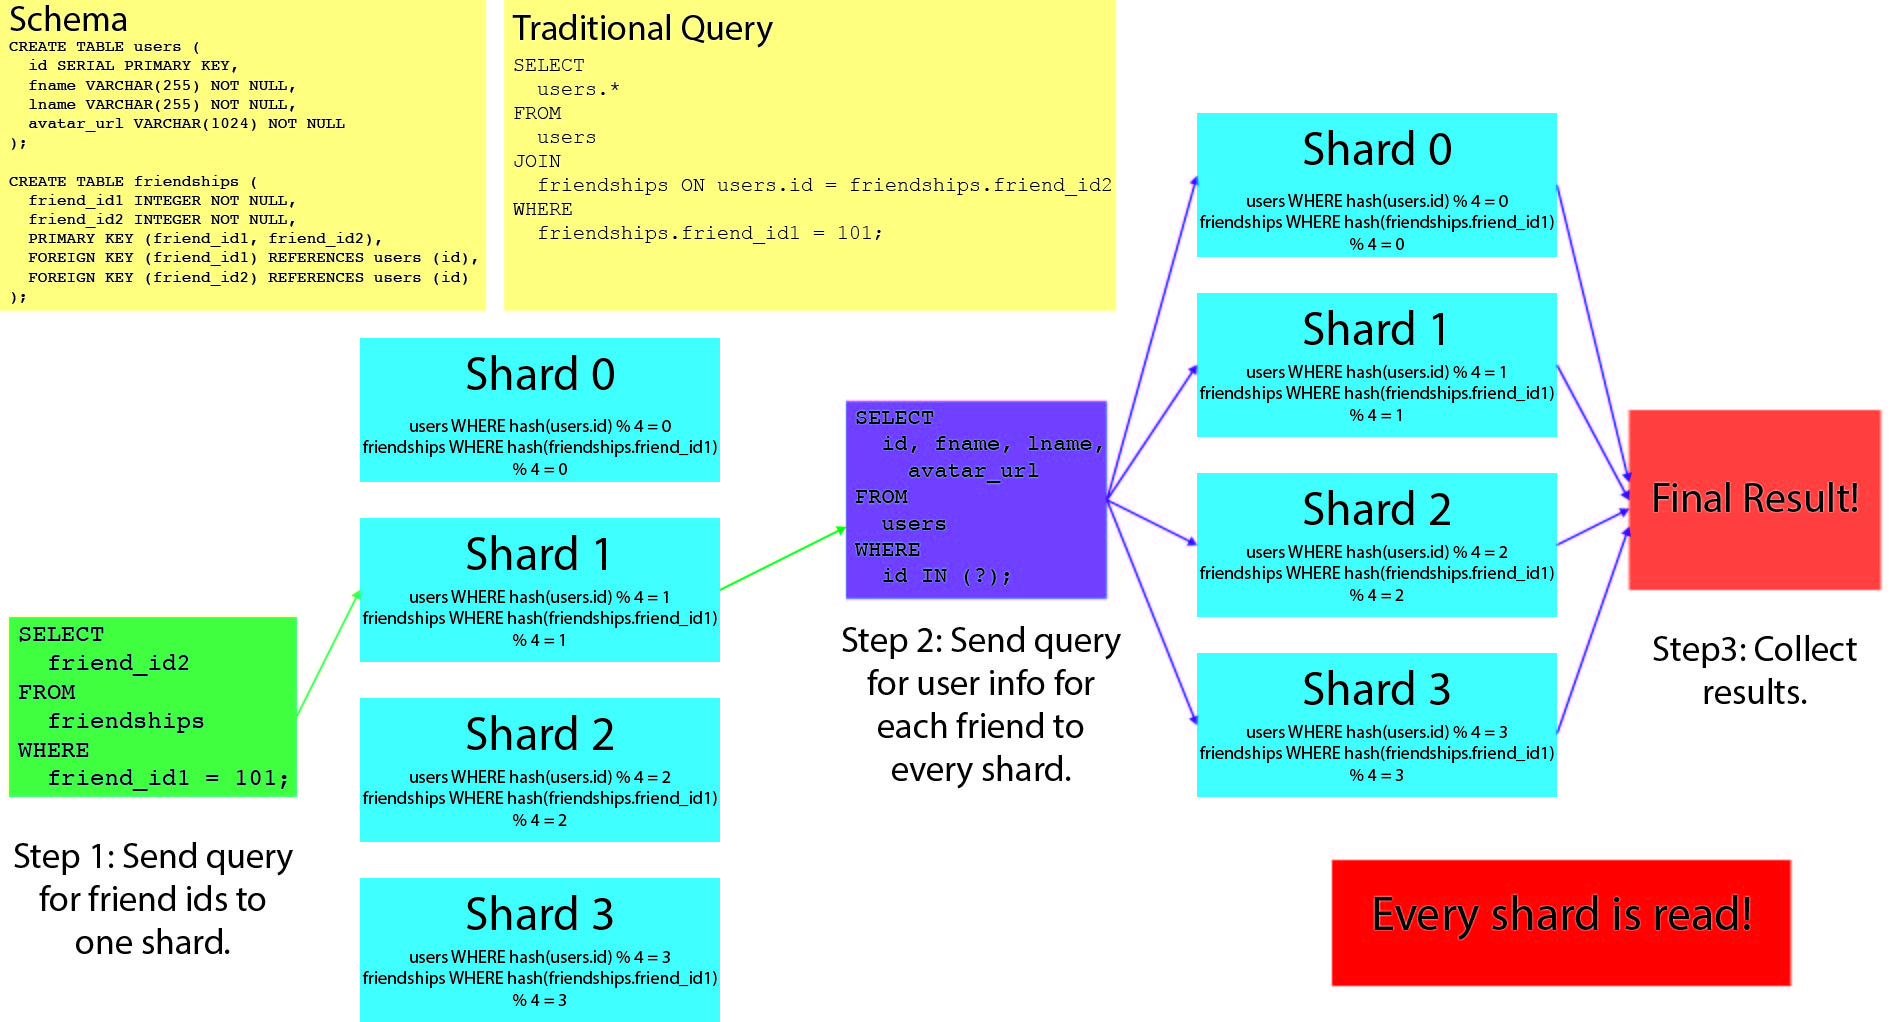 Schema
CREATE TABLE users (
  id SERIAL PRIMARY KEY,
  fname VARCHAR(255) NOT NULL,
  lname VARCHAR(255) NOT NULL,
  avatar_url VARCHAR(1024) NOT NULL
);
CREATE TABLE friendships (
  friend_id1 INTEGER NOT NULL,
  friend_id2 INTEGER NOT NULL,
  PRIMARY KEY (friend_id1, friend_id2),
  FOREIGN KEY (friend_id1) REFERENCES users (id),
  FOREIGN KEY (friend_id2) REFERENCES users (id)
);
Traditional Query
SELECT
  users.*
FROM
  users
JOIN
  friendships ON users.id = friendships.friend_id2
WHERE
  friendships.friend_id1 = 101;
SELECT
  friend_id2
FROM
  friendships
WHERE
  friend_id1 = 101;
Step 1: Send query
for friend ids to
one shard.
Shard 0
users WHERE hash(users.id) % 4 = 0
friendships WHERE hash(friendships.friend_id1)
% 4 = 0
Shard 1
users WHERE hash(users.id) % 4 = 1
friendships WHERE hash(friendships.friend_id1)
% 4 = 1
Shard 2
users WHERE hash(users.id) % 4 = 2
friendships WHERE hash(friendships.friend_id1)
% 4 = 2
Shard 3
users WHERE hash(users.id) % 4 = 3
friendships WHERE hash(friendships.friend_id1)
% 4 = 3
SELECT
  id, fname, lname,
    avatar_url
FROM
  users
WHERE
  id IN (?);
Step 2: Send query
for user info for
each friend to
every shard.
Shard 0
users WHERE hash(users.id) % 4 = 0
friendships WHERE hash(friendships.friend_id1)
% 4 = 0
Shard 1
users WHERE hash(users.id) % 4 = 1
friendships WHERE hash(friendships.friend_id1)
% 4 = 1
Shard 2
users WHERE hash(users.id) % 4 = 2
friendships WHERE hash(friendships.friend_id1)
% 4 = 2
Shard 3
users WHERE hash(users.id) % 4 = 3
friendships WHERE hash(friendships.friend_id1)
% 4 = 3
Final Result!
Step3: Collect
results.
Every shard is read!